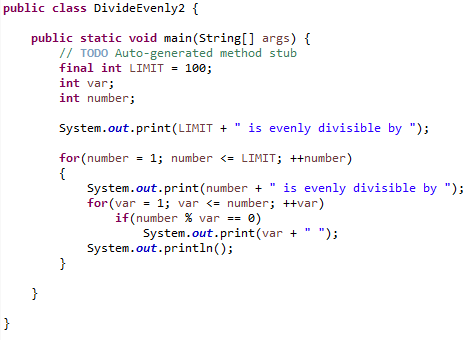 public class DivideEvenly2 {
public static void main(String[] args) {
// TODO Auto-generated method stub
final int LIMIT = 100;
int var;
int number;
System.out.print(LIMIT + " is evenly divisible by ");
for(number = 1; number <= LIMIT; ++number)
{
System.out.print(number + " is evenly divisible by ");
for(var = 1; var <= number; ++var)
if(number % var == 0)
System.out.print(var + " ");
System.out.println();
}
}
}